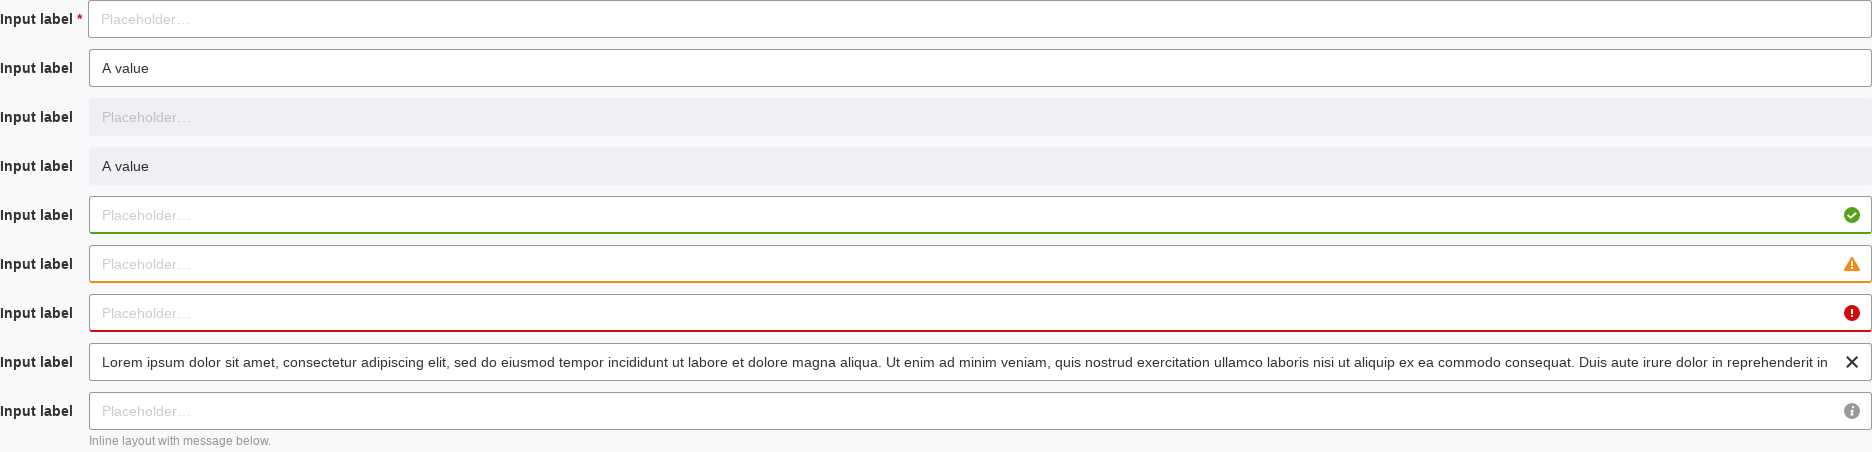 Input label * Placeholder…
Input label A value
Input label Placeholder…
Input label A value
Input label Placeholder…
Input label Placeholder…
Input label Placeholder…
Input label Lorem ipsum dolor sit amet, consectetur adipiscing elit, sed do eiusmod tempor incididunt ut labore et dolore magna aliqua. Ut enim ad minim veniam, quis nostrud exercitation ullamco laboris nisi ut aliquip ex ea commodo consequat. Duis aute irure dolor in reprehenderit in
Input label Placeholder…
Inline layout with message below.